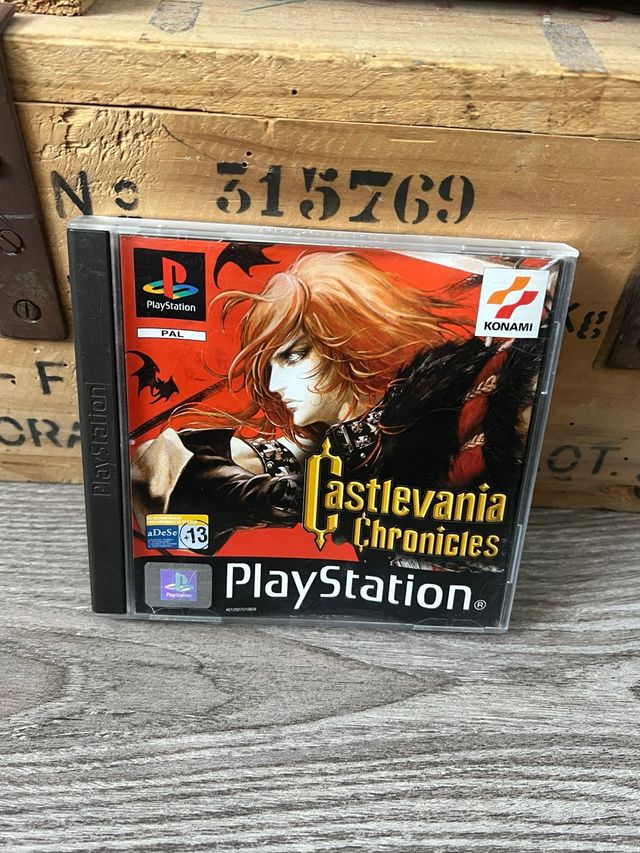 No 315769
PlayStation
PAL
KONAMI
PlayStation
Castlevania
Chronicles
aDeSe +13
PlayStation
PlayStation®